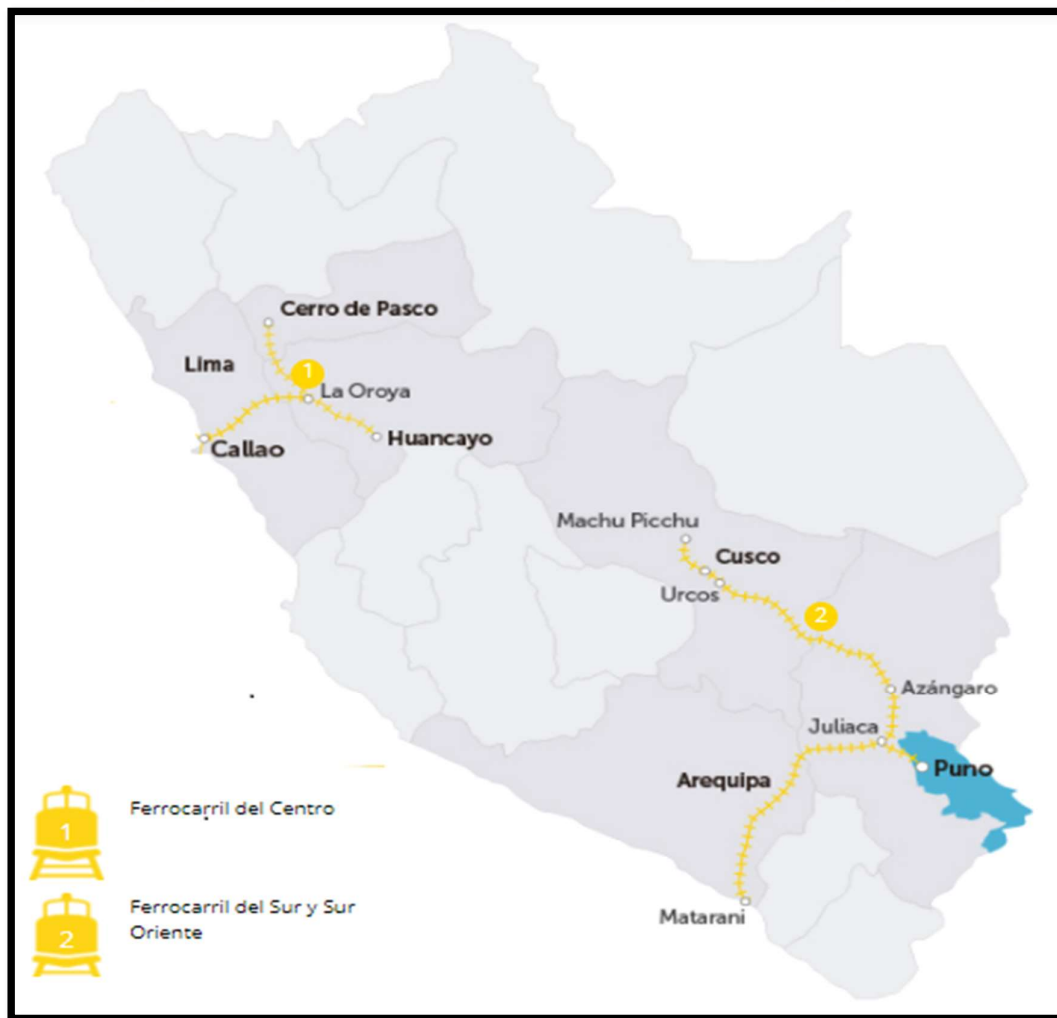 Cerro de Pasco
Lima
1
La Oroya
Callao
Huancayo
Machu Picchu
Cusco
Urcos
2
Azángaro
Juliaca
Puno
Arequipa
Matarani
1
Ferrocarril del Centro
2
Ferrocarril del Sur y Sur
Oriente